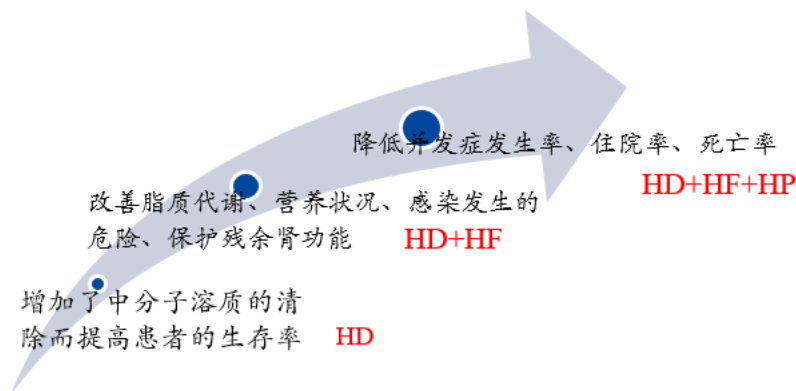 降低并发症发生率、住院率、死亡率
HD+HF+HP
改善脂质代谢、营养状况、感染发生的
危险、保护残余肾功能 HD+HF
增加了中分子溶质的清
除而提高患者的生存率 HD